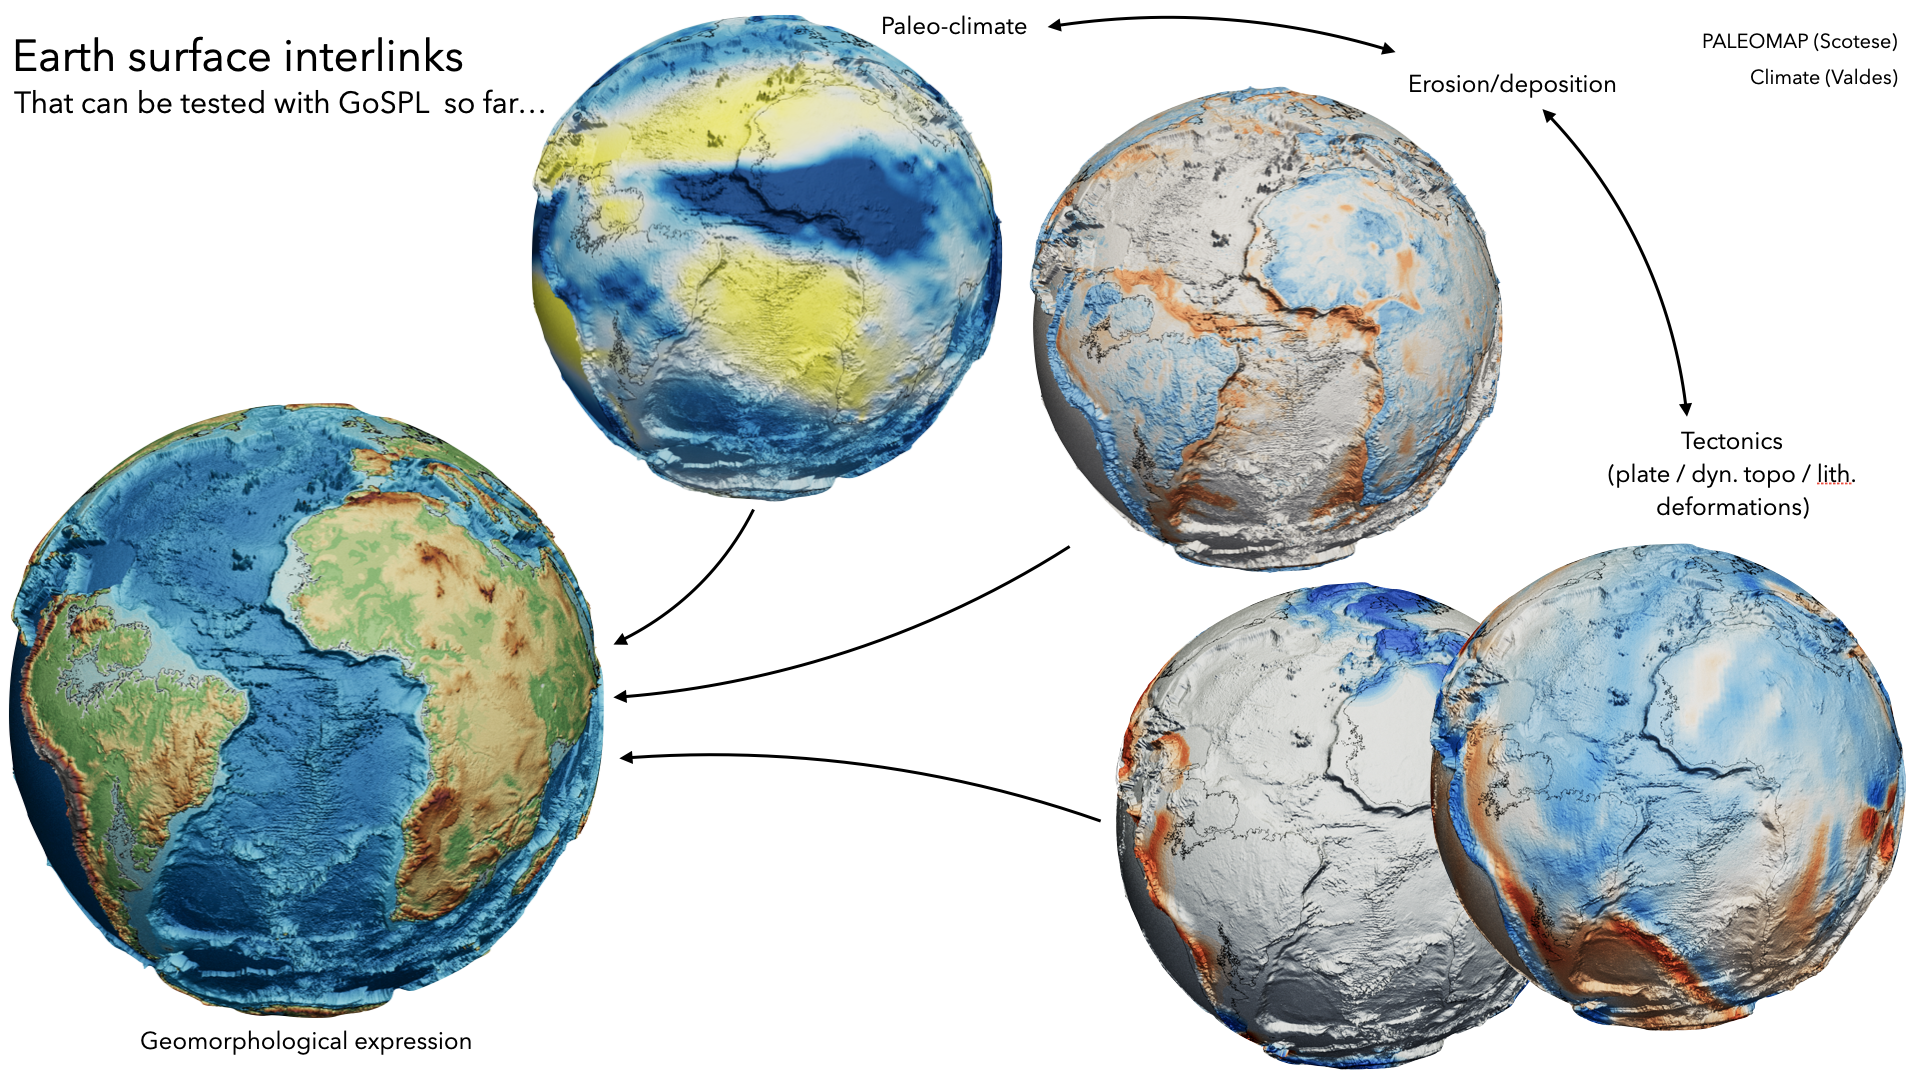 Earth surface interlinks
That can be tested with GoSPL so far...
Paleo-climate
Erosion/deposition
PALEOMAP (Scotese)
Climate (Valdes)
Tectonics
(plate / dyn. topo / lith.
deformations)
Geomorphological expression